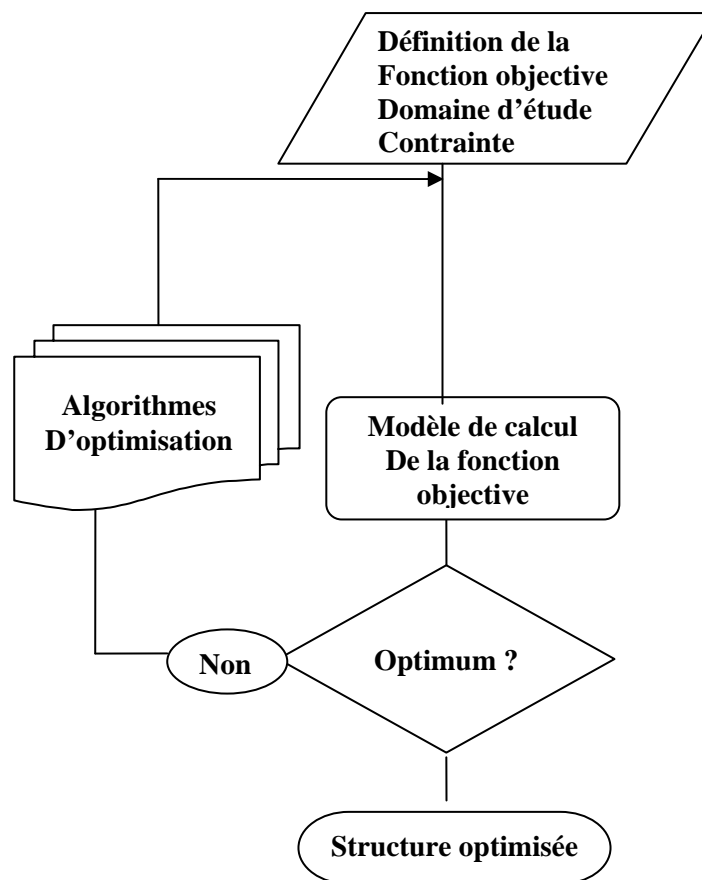 Définition de la
Fonction objective
Domaine d’étude
Contrainte
Algorithmes
D’optimisation
Modèle de calcul
De la fonction
objective
Non
Optimum ?
Structure optimisée